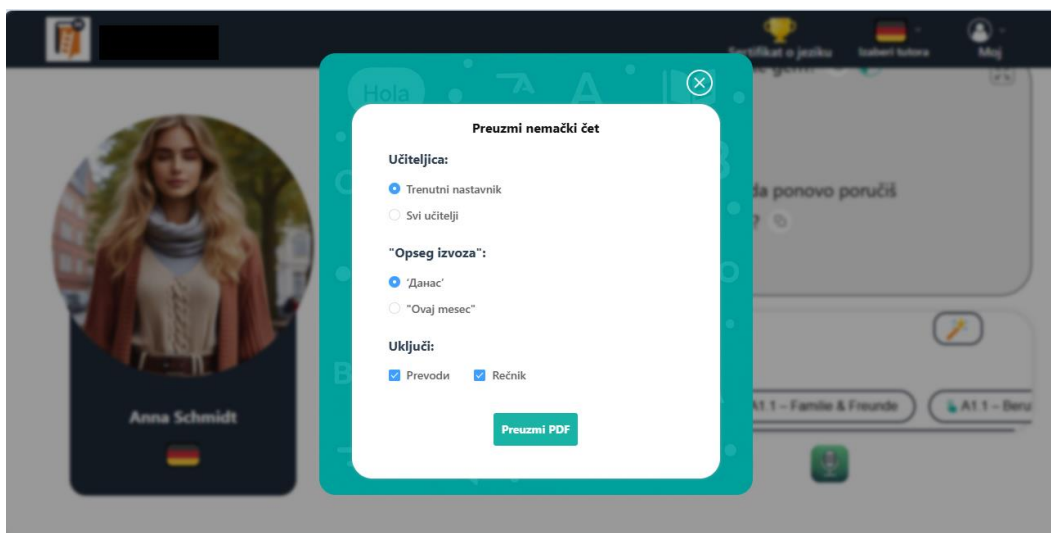 Sertifikat o jeziku
Izaberi tutora
Moj
Hola
Preuzmi nemački čet
Učiteljica:
Trenutni nastavnik
Svi učitelji
da ponovo poručiš
?
"Opseg izvoza":
'Данас'
"Ovaj mesec"
Uključi:
Prevodи
Rečnik
A1.1 – Familie & Freunde
A1.1 – Beru
Preuzmi PDF
Anna Schmidt